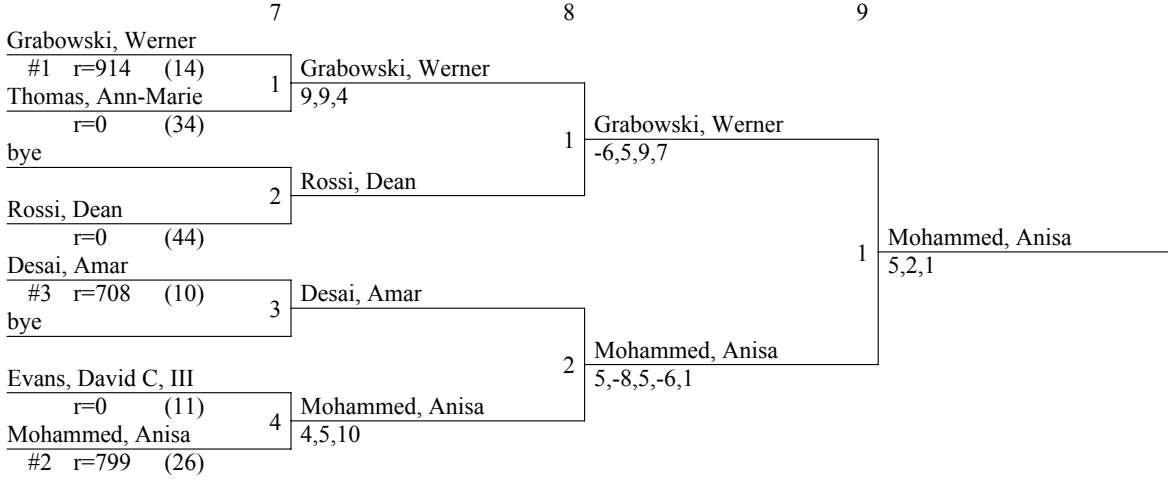 7 8 9
Grabowski, Werner
#1 r=914 (14)
1
Thomas, Ann-Marie
r=0 (34)
bye
2
Rossi, Dean
r=0 (44)
Desai, Amar
#3 r=708 (10)
3
bye
Evans, David C, III
r=0 (11)
4
Mohammed, Anisa
#2 r=799 (26)
Grabowski, Werner
9,9,4
1
Rossi, Dean
Desai, Amar
2
Mohammed, Anisa
4,5,10
Grabowski, Werner
-6,5,9,7
1
Mohammed, Anisa
5,-8,5,-6,1
Mohammed, Anisa
5,2,1